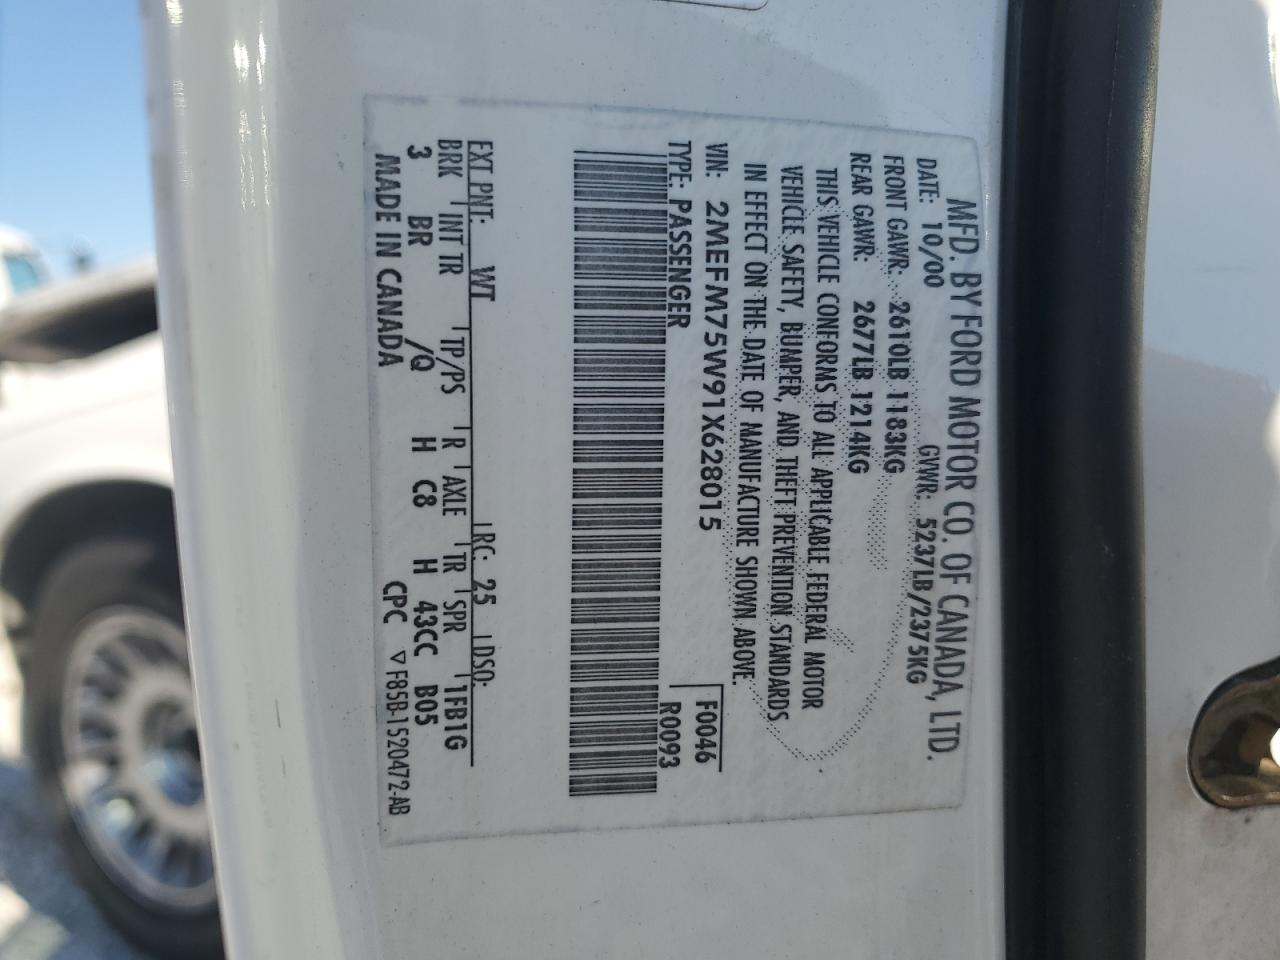 MFD. BY FORD MOTOR CO. OF CANADA, LTD.
DATE: 10/00 GVWR: 5237LB/2375KG
FRONT GAWR: 2610LB 1183KG
REAR GAWR: 2677LB 1214KG
THIS VEHICLE CONFORMS TO ALL APPLICABLE FEDERAL MOTOR
VEHICLE SAFETY, BUMPER, AND THEFT PREVENTION STANDARDS
IN EFFECT ON THE DATE OF MANUFACTURE SHOWN ABOVE.
VIN: 2MEFM75W91X628015 F0046
TYPE: PASSENGER R0093
EXT PNT: WT RC: 25 DSO:
BRK INT TR TP/PS R AXLE TR SPR 1FB1G
3 BR /Q H C8 H 43CC B05
MADE IN CANADA CPC ▽ F85B-1520472-AB